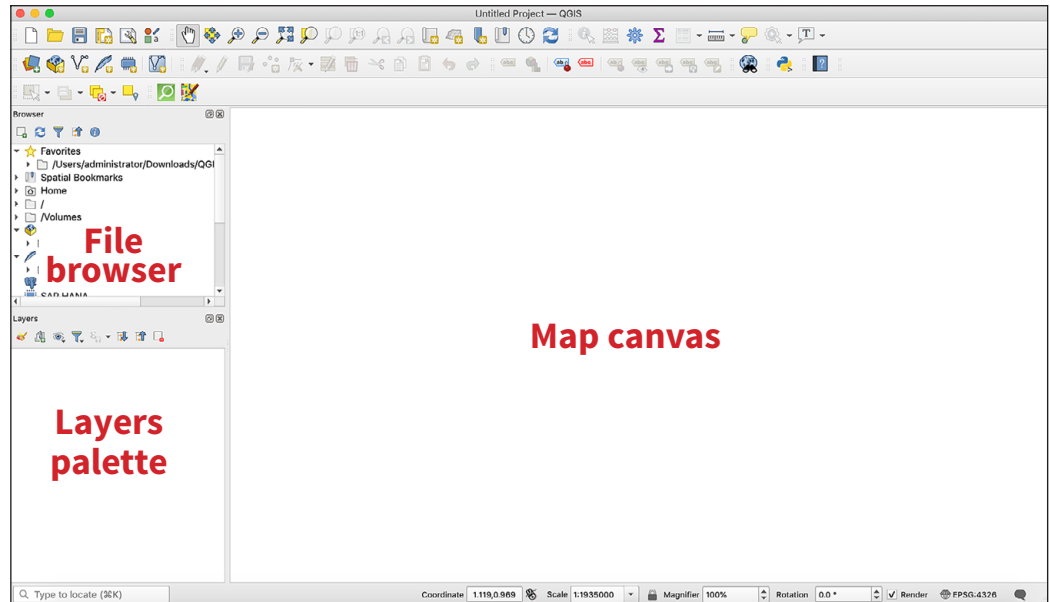 Untitled Project — QGIS
Browser
Favorites
/Users/administrator/Downloads/QGI
Spatial Bookmarks
Home
/
/Volumes
File
browser
SAP HANA
Layers
Layers
palette
Map canvas
Type to locate (⌘K)
Coordinate 1.119,0.969 Scale 1:1935000 Magnifier 100% Rotation 0.0 ° Render EPSG:4326